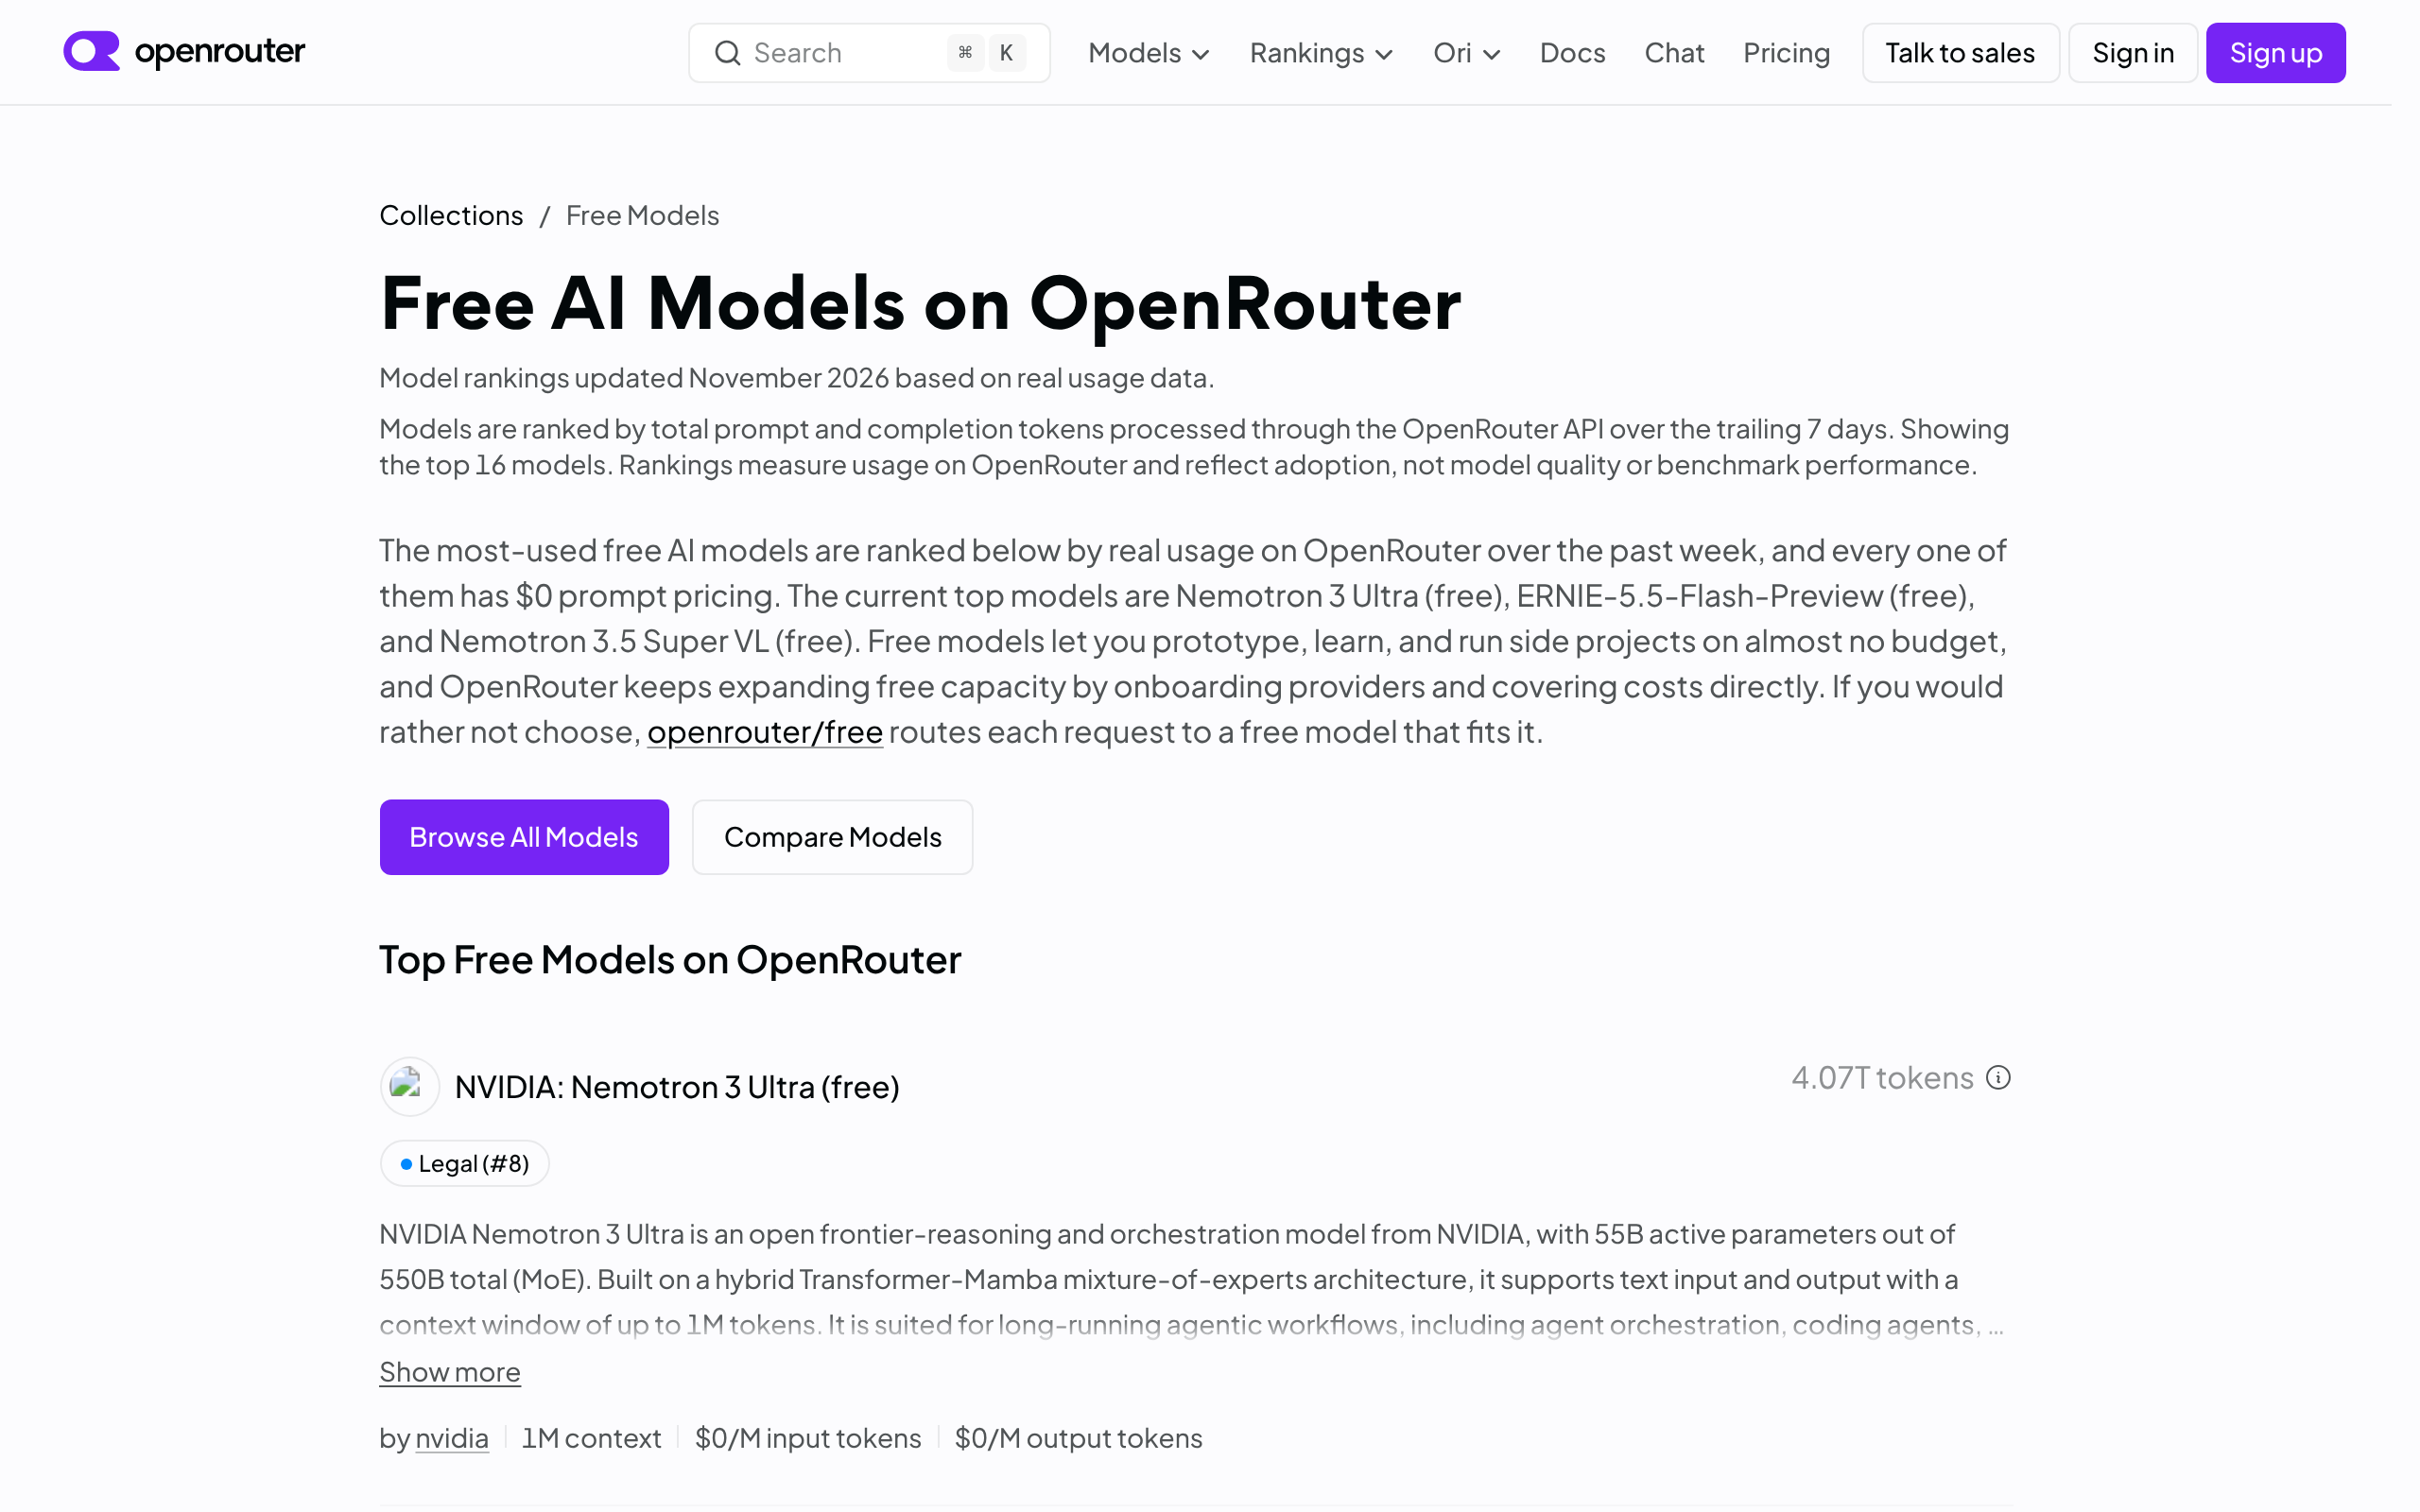 openrouter
Search ⌘ K
Models
Rankings
Ori
Docs
Chat
Pricing
Talk to sales
Sign in
Sign up
Collections / Free Models
Free AI Models on OpenRouter
Model rankings updated November 2026 based on real usage data.
Models are ranked by total prompt and completion tokens processed through the OpenRouter API over the trailing 7 days. Showing
the top 16 models. Rankings measure usage on OpenRouter and reflect adoption, not model quality or benchmark performance.
The most-used free AI models are ranked below by real usage on OpenRouter over the past week, and every one of
them has $0 prompt pricing. The current top models are Nemotron 3 Ultra (free), ERNIE-5.5-Flash-Preview (free),
and Nemotron 3.5 Super VL (free). Free models let you prototype, learn, and run side projects on almost no budget,
and OpenRouter keeps expanding free capacity by onboarding providers and covering costs directly. If you would
rather not choose, openrouter/free routes each request to a free model that fits it.
Browse All Models
Compare Models
Top Free Models on OpenRouter
NVIDIA: Nemotron 3 Ultra (free)
4.07T tokens
Legal (#8)
NVIDIA Nemotron 3 Ultra is an open frontier-reasoning and orchestration model from NVIDIA, with 55B active parameters out of
550B total (MoE). Built on a hybrid Transformer-Mamba mixture-of-experts architecture, it supports text input and output with a
context window of up to 1M tokens. It is suited for long-running agentic workflows, including agent orchestration, coding agents, ...
Show more
by nvidia
1M context
$0/M input tokens
$0/M output tokens